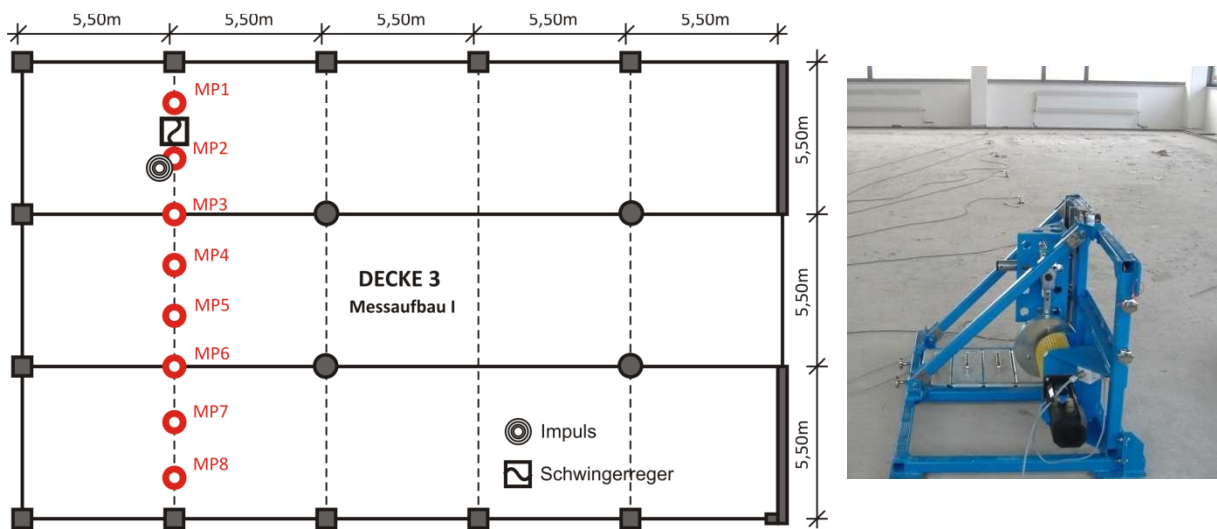 5,50m 5,50m 5,50m 5,50m 5,50m
MP1
MP2
MP3
MP4
MP5
MP6
MP7
MP8
5,50m
5,50m
5,50m
DECKE 3
Messaufbau I
Impuls
Schwingerreger